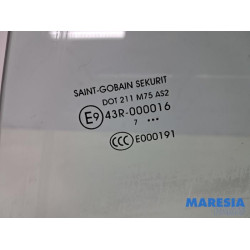 SAINT-GOBAIN SEKURIT
DOT 211 M75 AS2
E9 43R-000016
7 ...
CCC E000191
MARESIA